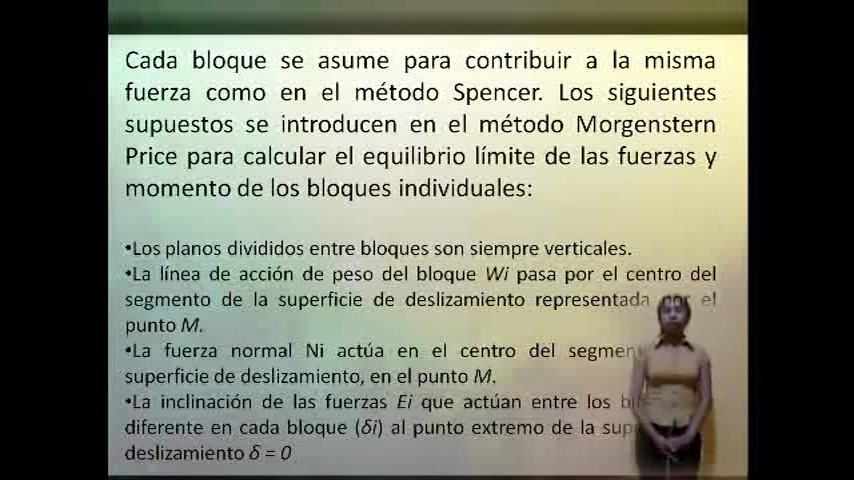 Cada bloque se asume para contribuir a la misma
fuerza como en el método Spencer. Los siguientes
supuestos se introducen en el método Morgenstern
Price para calcular el equilibrio límite de las fuerzas y
momento de los bloques individuales:
•Los planos divididos entre bloques son siempre verticales.
•La línea de acción de peso del bloque Wi pasa por el centro del
segmento de la superficie de deslizamiento representada por el
punto M.
•La fuerza normal Ni actúa en el centro del
superficie de deslizamiento, en el punto M.
•La inclinación de las fuerzas Ei que actúan entre los
diferente en cada bloque (δi) al punto extremo de la
deslizamiento δ = 0